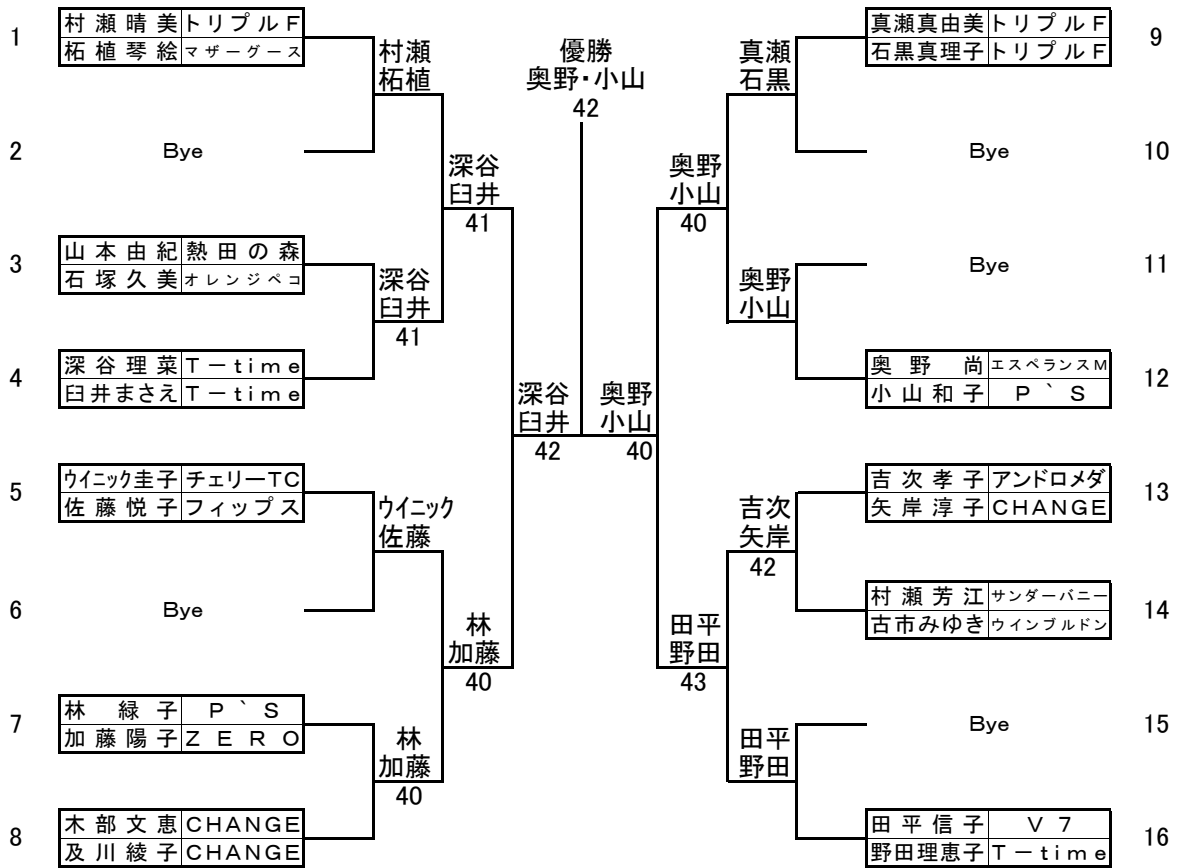 1
村瀬晴美 トリプルF
柘植琴絵 マザーグース
2
Bye
3
山本由紀 熱田の森
石塚久美 オレンジペコ
4
深谷理菜 T-time
臼井まさえ T-time
5
ウイニック圭子 チェリーTC
佐藤悦子 フィップス
6
Bye
7
林 緑子 P`S
加藤陽子 ZERO
8
木部文恵 CHANGE
及川綾子 CHANGE
村瀬
柘植
深谷
臼井
41
ウイニック
佐藤
林
加藤
40
深谷
臼井
41
林
加藤
40
深谷
臼井
42
優勝
奥野・小山
42
奥野
小山
40
奥野
小山
40
田平
野田
43
真瀬
石黒
奥野
小山
吉次
矢岸
42
田平
野田
真瀬真由美 トリプルF
石黒真理子 トリプルF
9
Bye
10
Bye
11
奥野 尚 エスペランスM
小山和子 P`S
12
吉次孝子 アンドロメダ
矢岸淳子 CHANGE
13
村瀬芳江 サンダーバニー
古市みゆき ウインブルドン
14
Bye
15
田平信子 V7
野田理恵子 T-time
16